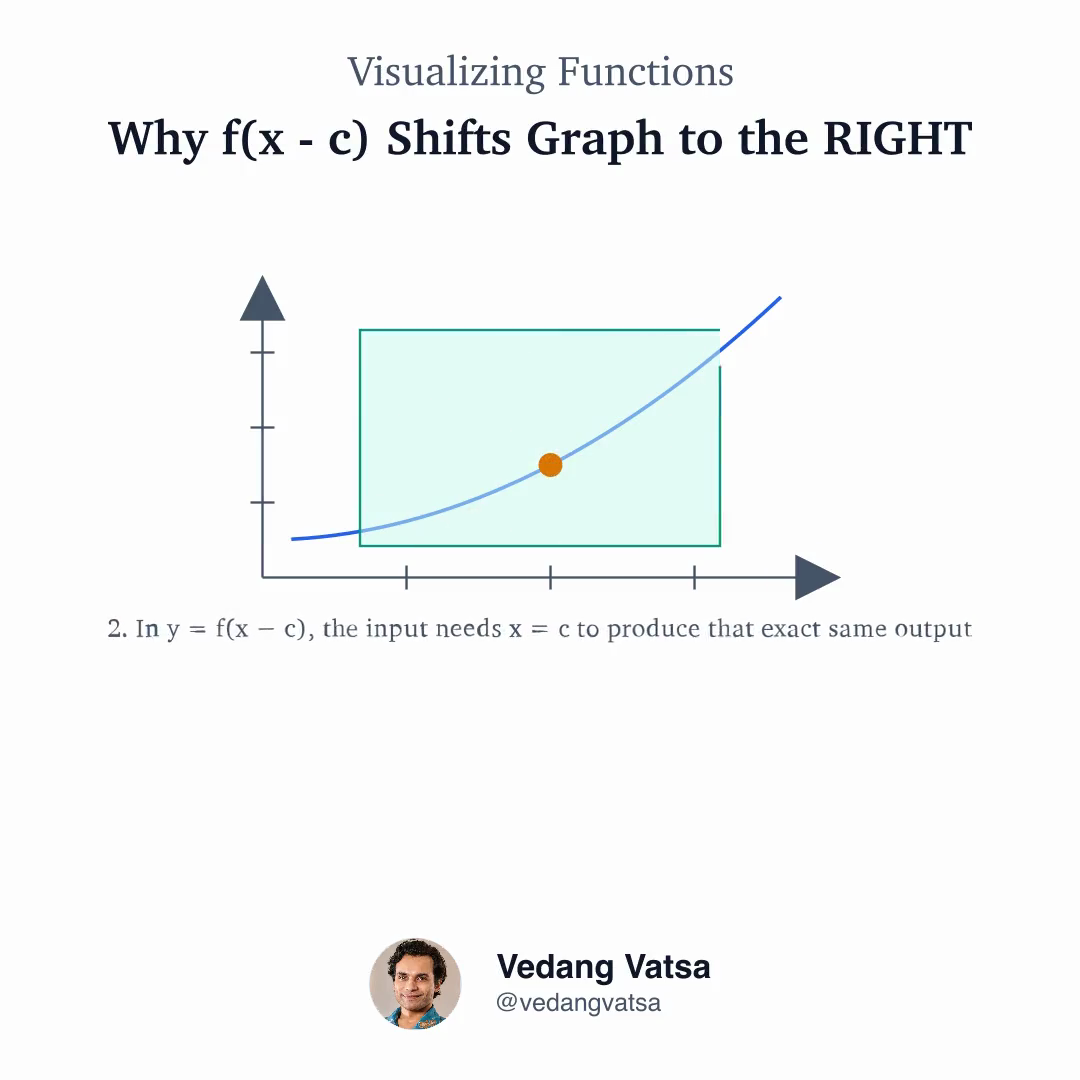 Visualizing Functions
Why f(x - c) Shifts Graph to the RIGHT
2. In y = f(x − c), the input needs x = c to produce that exact same output
Vedang Vatsa
@vedangvatsa